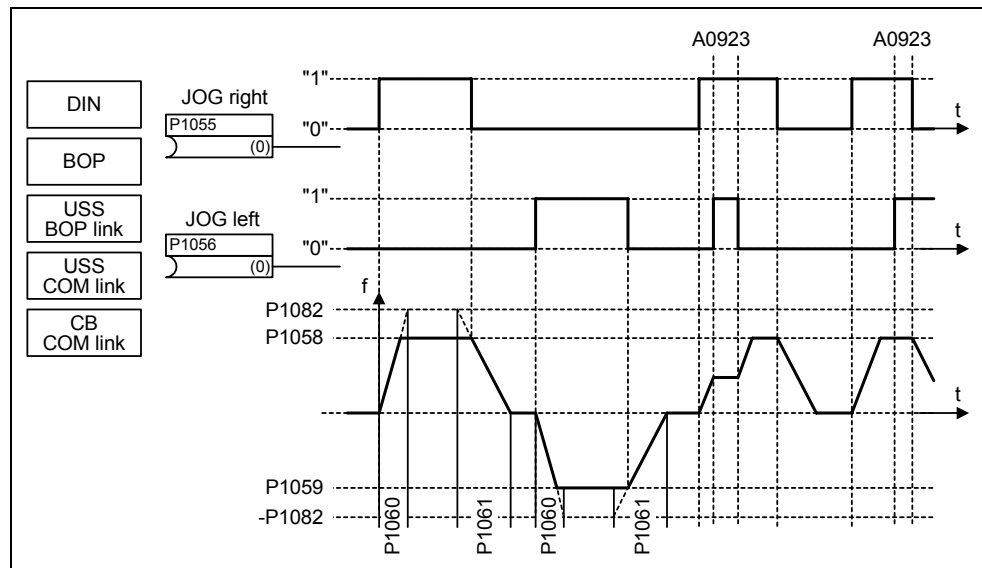 A0923 A0923
DIN
BOP
USS
BOP link
USS
COM link
CB
COM link
JOG right
P1055
(0)
"1"
"0"
t
JOG left
P1056
(0)
"1"
"0"
t
f
P1082
P1058
t
P1059
-P1082
P1060
P1061
P1060
P1061